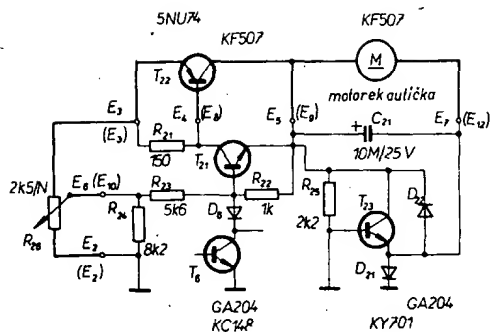 5NU74
KF507
KF507
T22
M
motorek autíčka
E3
(E3)
E4
(E8)
E5
(E9)
E7
(E12)
R21
150
T21
+
C21
10M/25 V
2k5/N
E6
(E10)
R23
5k6
R22
1k
R25
2k2
T23
D22
R26
R24
8k2
D6
E2
(E2)
T6
D21
GA204
KC148
GA204
KY701